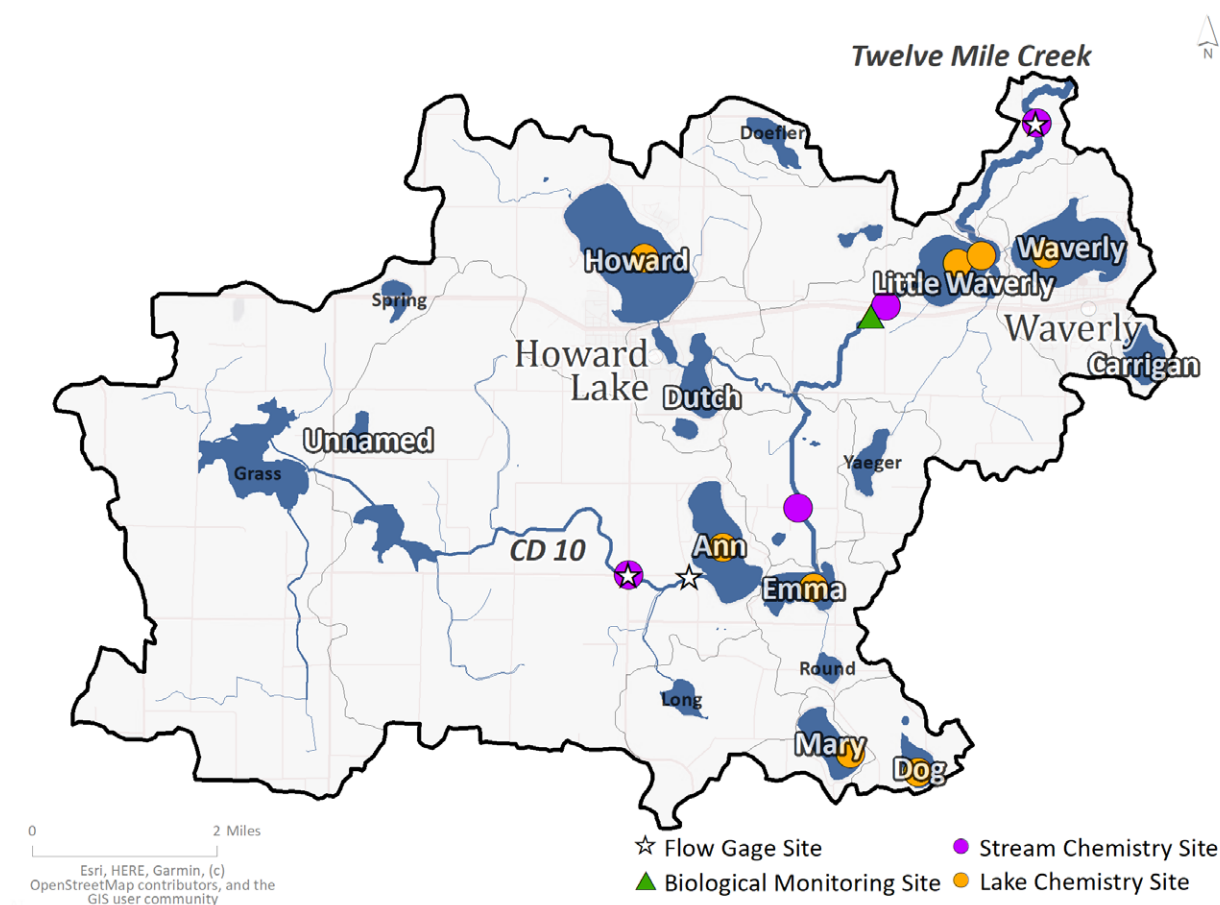 Twelve Mile Creek
N
Doefler
Howard
Waverly
Little Waverly
Spring
Waverly
Howard
Lake
Carrigan
Dutch
Unnamed
Yaeger
Grass
CD 10
Ann
Emma
Round
Long
Mary
Dog
0 2 Miles
Esri, HERE, Garmin, (c)
OpenStreetMap contributors, and the
GIS user community
Flow Gage Site
Stream Chemistry Site
Biological Monitoring Site
Lake Chemistry Site